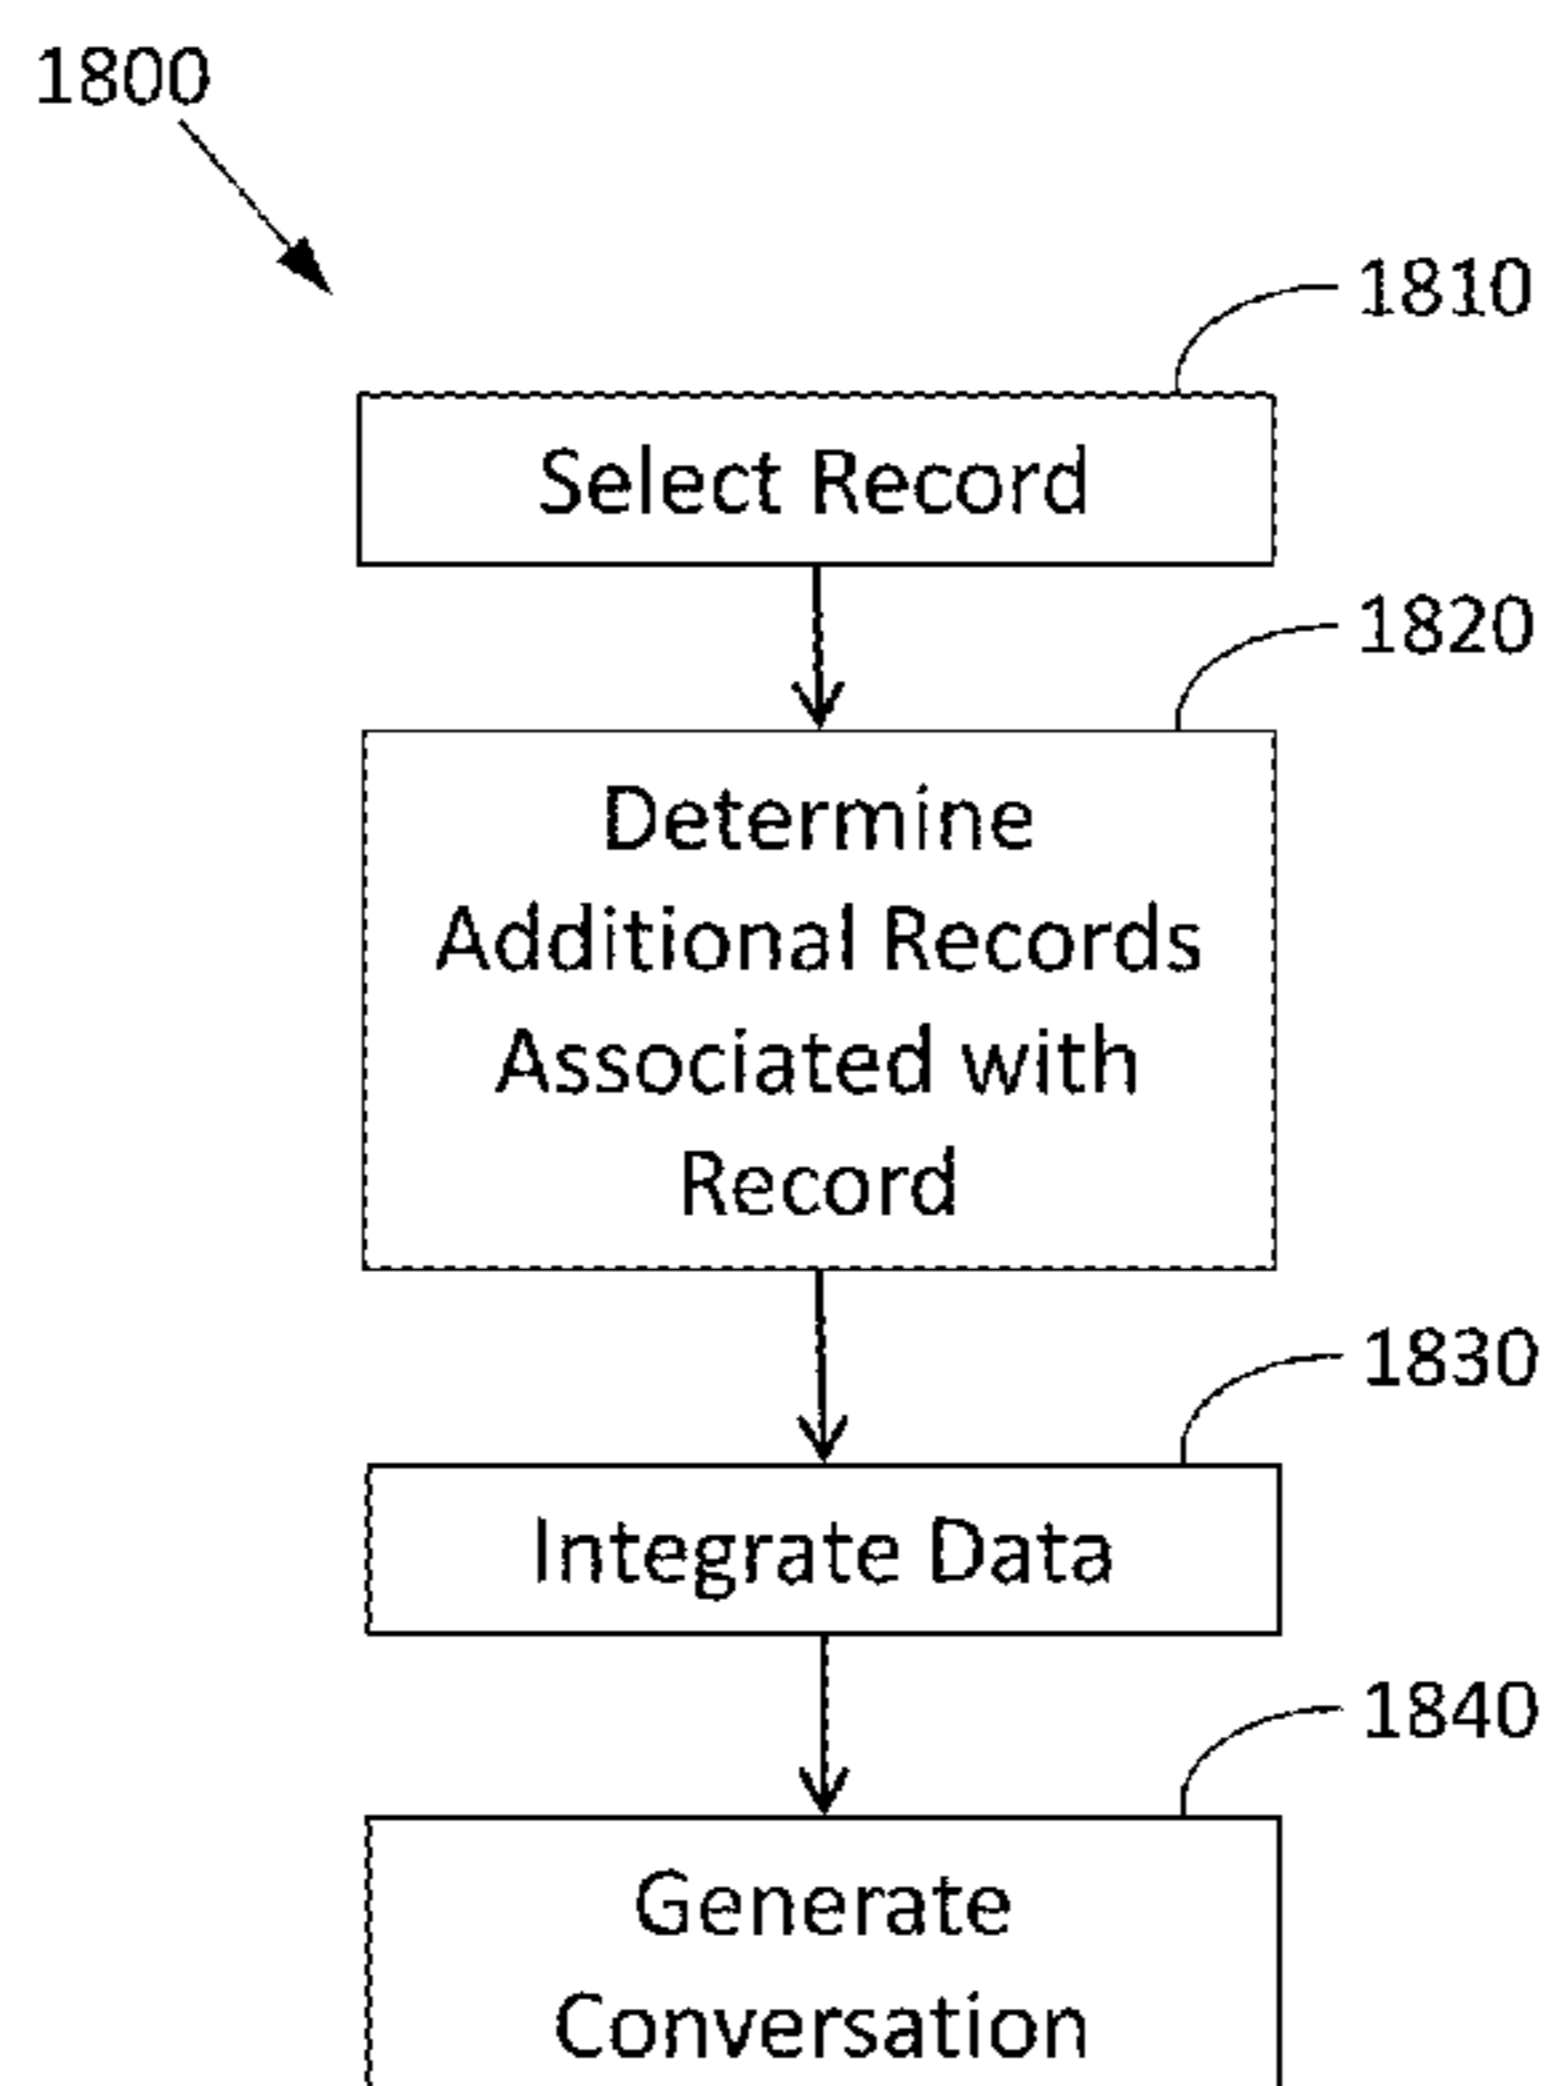 1800
1810
Select Record
1820
Determine
Additional Records
Associated with
Record
1830
Integrate Data
1840
Generate
Conversation